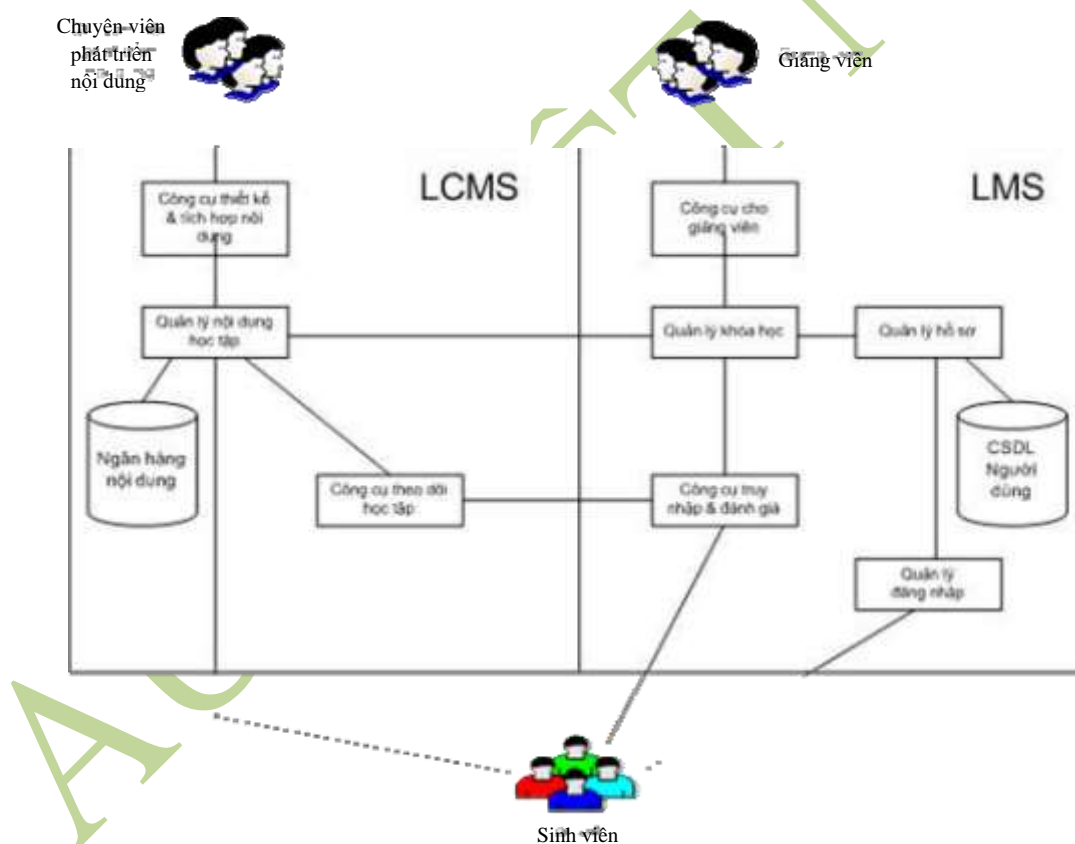 Chuyên viên
phát triển
nội dung
Giảng viên
LCMS
LMS
Công cụ thiết kế
& tích hợp nội
dung
Công cụ cho
giảng viên
Quản lý nội dung
học tập
Quản lý khóa học
Quản lý hồ sơ
Ngân hàng
nội dung
Công cụ theo dõi
học tập
Công cụ truy
nhập & đánh giá
CSDL
Người
dùng
Quản lý
đăng nhập
Sinh viên